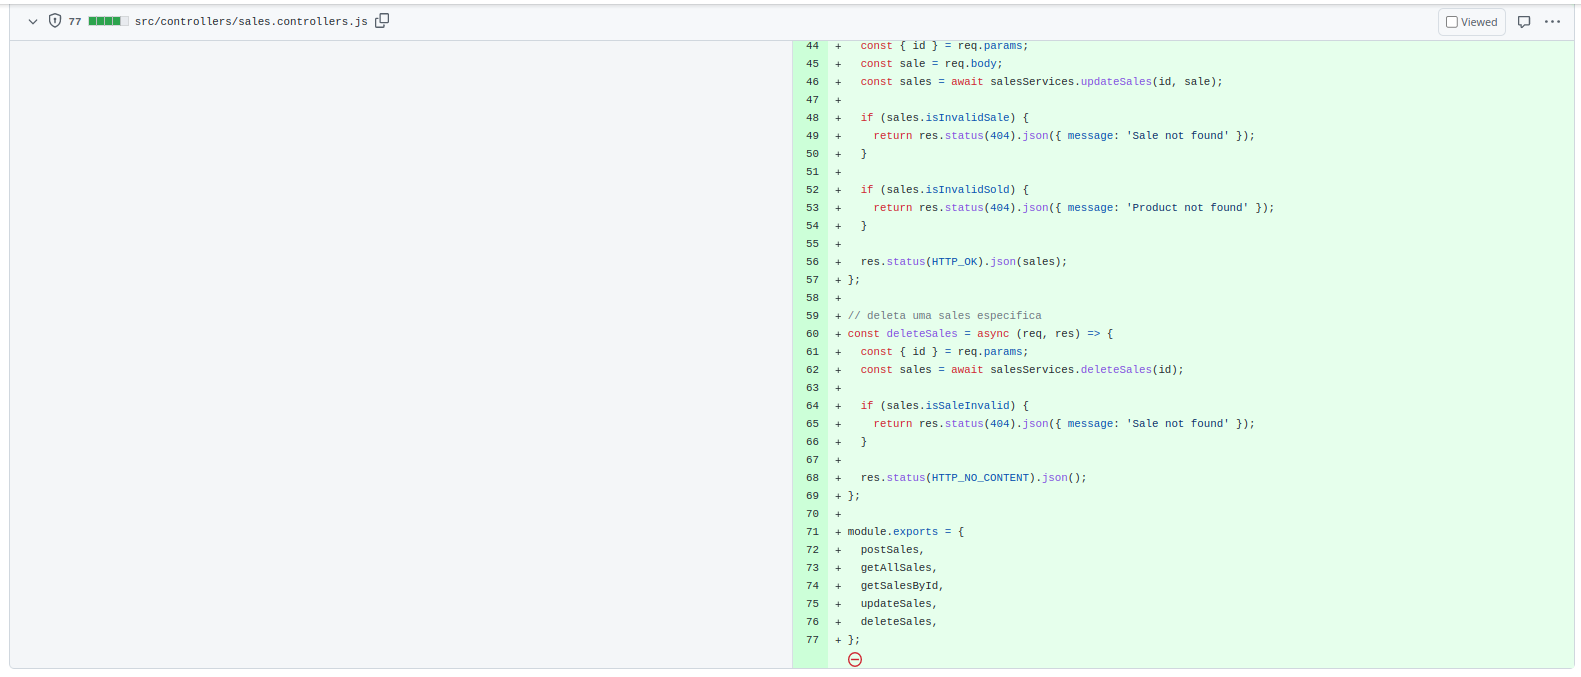 77 src/controllers/sales.controllers.js Viewed
44 + const { id } = req.params;
45 + const sale = req.body;
46 + const sales = await salesServices.updateSales(id, sale);
47 +
48 + if (sales.isInvalidSale) {
49 + return res.status(404).json({ message: 'Sale not found' });
50 + }
51 +
52 + if (sales.isInvalidSold) {
53 + return res.status(404).json({ message: 'Product not found' });
54 + }
55 +
56 + res.status(HTTP_OK).json(sales);
57 + };
58 +
59 + // deleta uma sales especifica
60 + const deleteSales = async (req, res) => {
61 + const { id } = req.params;
62 + const sales = await salesServices.deleteSales(id);
63 +
64 + if (sales.isSaleInvalid) {
65 + return res.status(404).json({ message: 'Sale not found' });
66 + }
67 +
68 + res.status(HTTP_NO_CONTENT).json();
69 + };
70 +
71 + module.exports = {
72 + postSales,
73 + getAllSales,
74 + getSalesById,
75 + updateSales,
76 + deleteSales,
77 + };